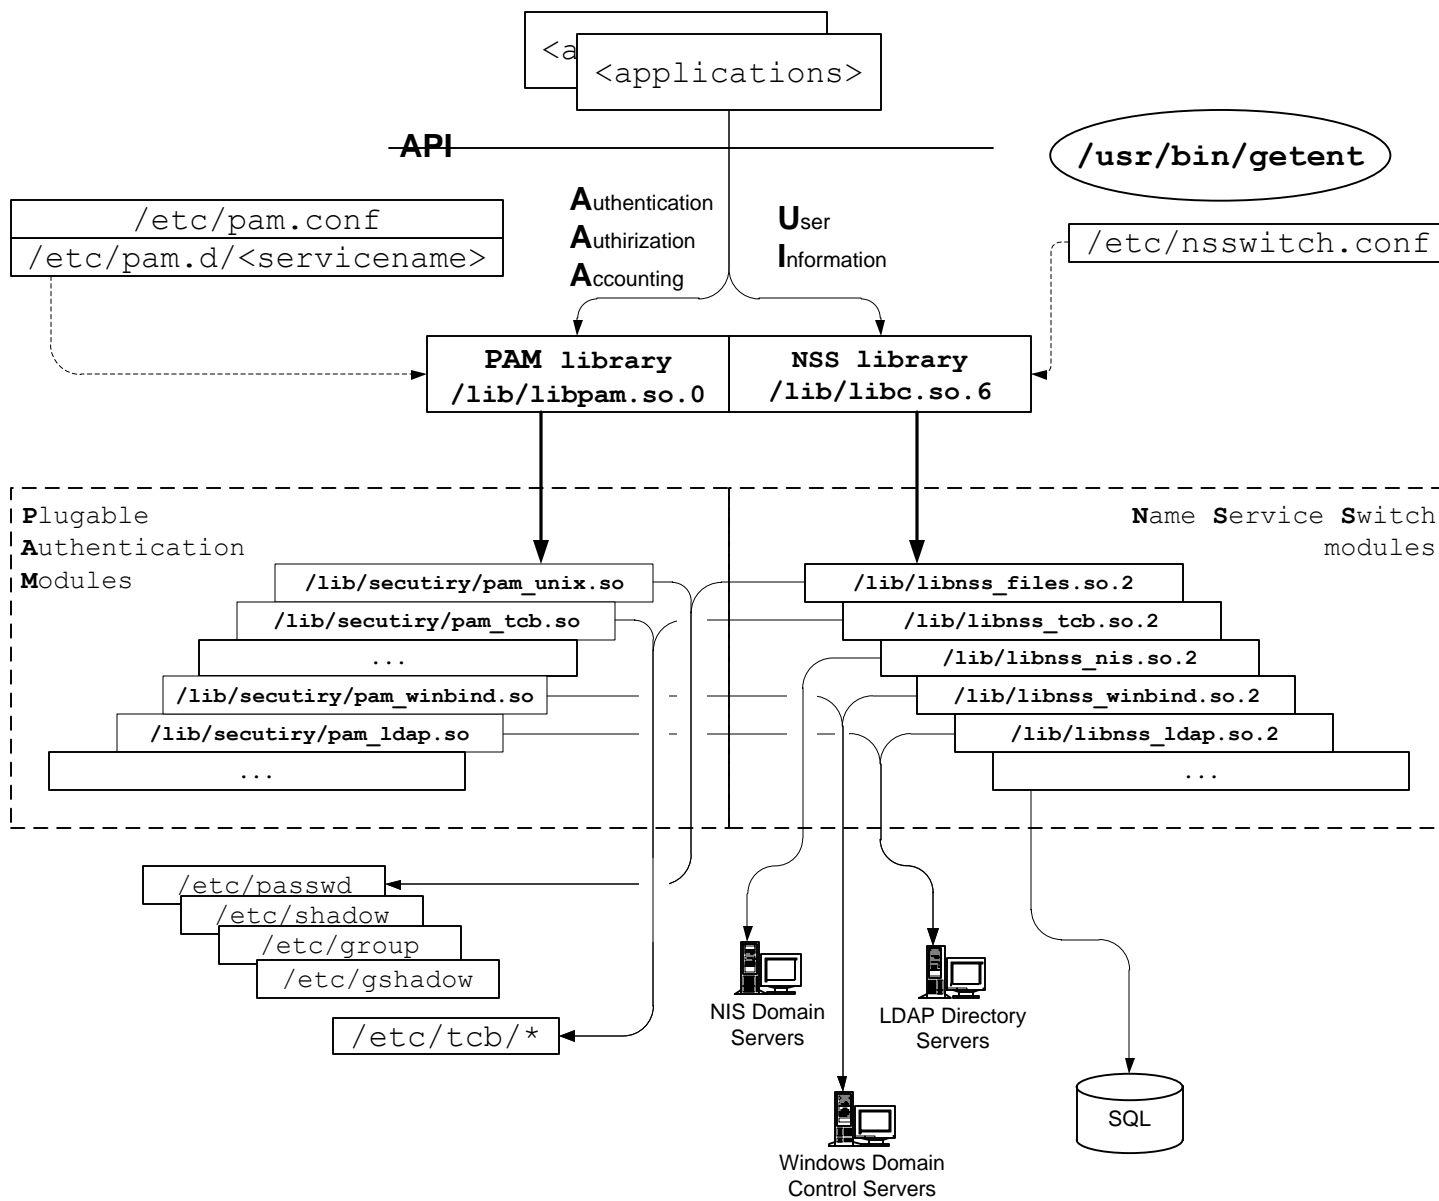 <a
<applications>
API
/usr/bin/getent
/etc/pam.conf
/etc/pam.d/<servicename>
Authentication
Authirization
Accounting
User
Information
/etc/nsswitch.conf
PAM library
/lib/libpam.so.0
NSS library
/lib/libc.so.6
Plugable
Authentication
Modules
Name Service Switch
modules
/lib/secutiry/pam_unix.so
/lib/secutiry/pam_tcb.so
...
/lib/secutiry/pam_winbind.so
/lib/secutiry/pam_ldap.so
...
/lib/libnss_files.so.2
/lib/libnss_tcb.so.2
/lib/libnss_nis.so.2
/lib/libnss_winbind.so.2
/lib/libnss_ldap.so.2
...
/etc/passwd
/etc/shadow
/etc/group
/etc/gshadow
/etc/tcb/*
NIS Domain
Servers
LDAP Directory
Servers
Windows Domain
Control Servers
SQL